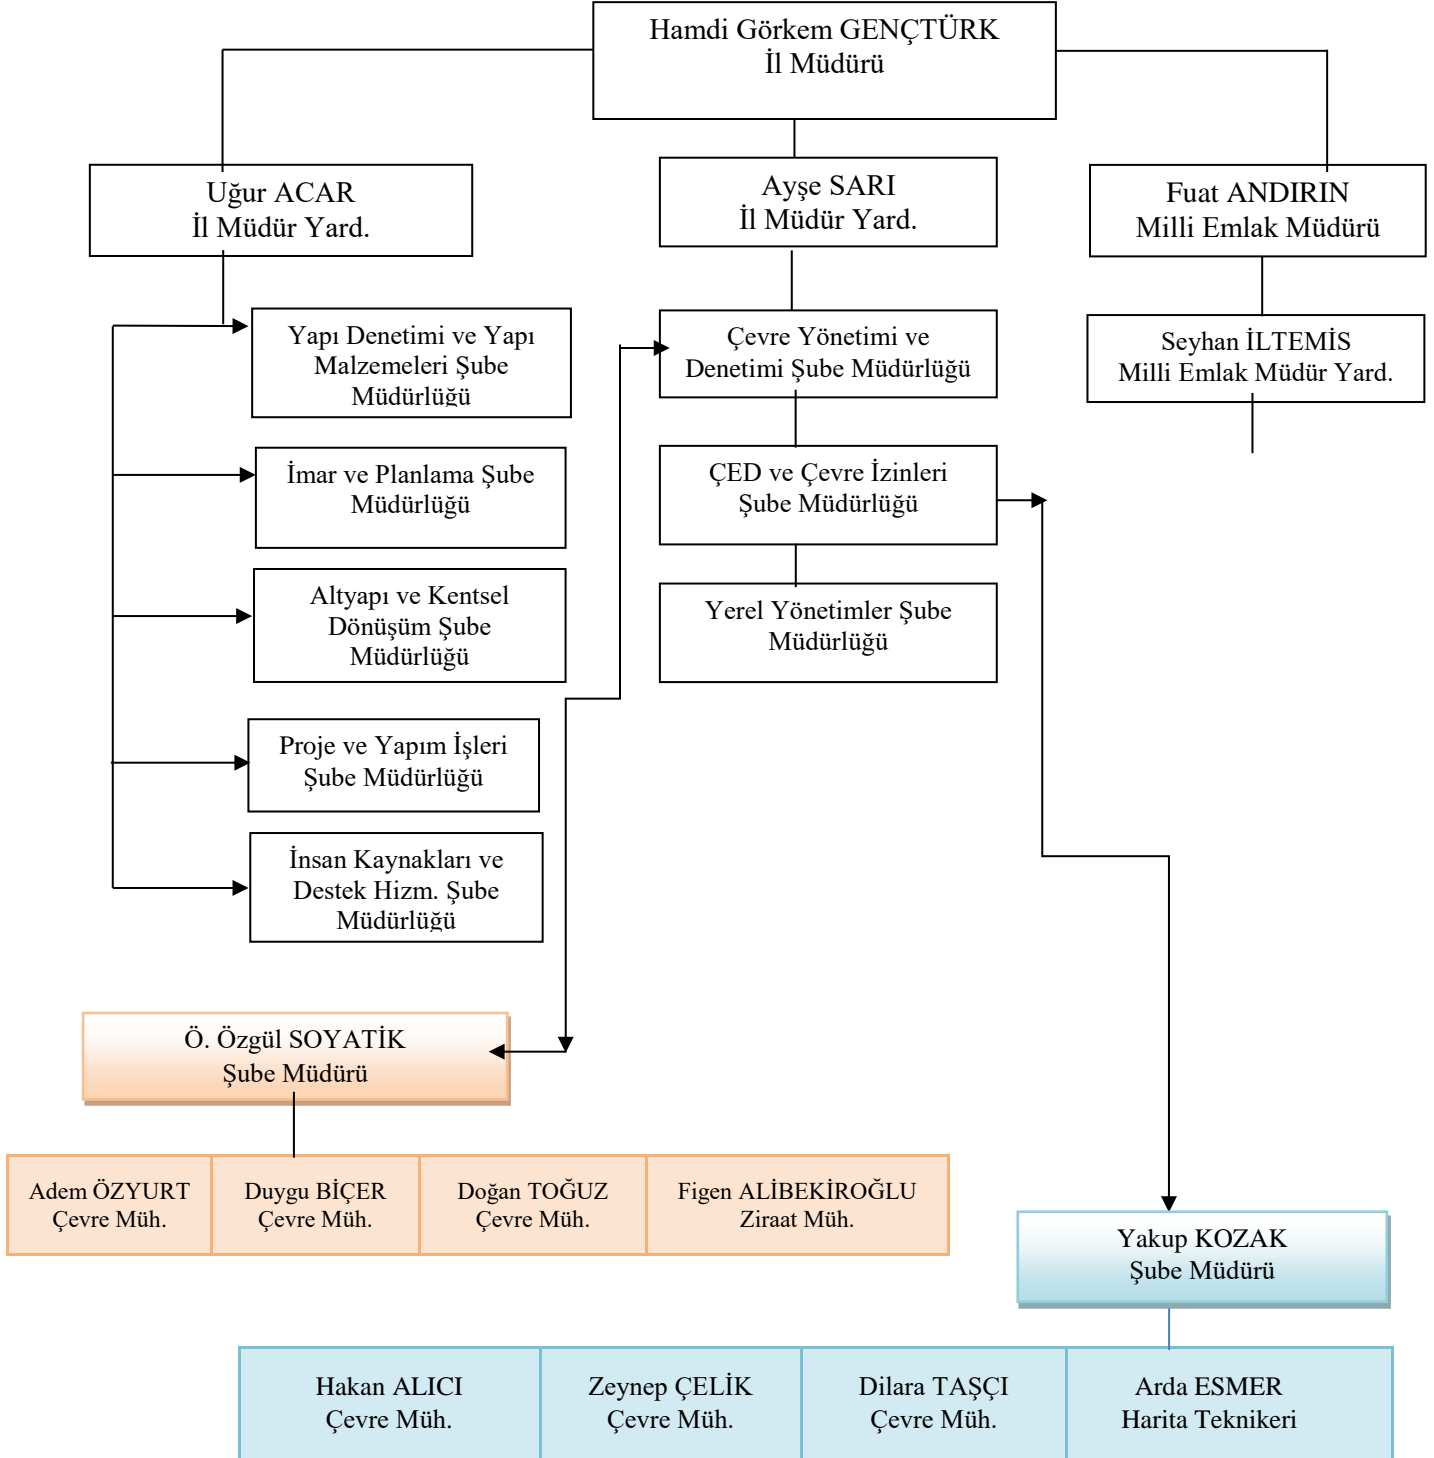 Hamdi Görkem GENÇTÜRK
İl Müdürü
Uğur ACAR
İl Müdür Yard.
Ayşe SARI
İl Müdür Yard.
Fuat ANDIRIN
Milli Emlak Müdürü
Yapı Denetimi ve Yapı
Malzemeleri Şube
Müdürlüğü
Çevre Yönetimi ve
Denetimi Şube Müdürlüğü
Seyhan İLTEMİS
Milli Emlak Müdür Yard.
İmar ve Planlama Şube
Müdürlüğü
ÇED ve Çevre İzinleri
Şube Müdürlüğü
Altyapı ve Kentsel
Dönüşüm Şube
Müdürlüğü
Yerel Yönetimler Şube
Müdürlüğü
Proje ve Yapım İşleri
Şube Müdürlüğü
İnsan Kaynakları ve
Destek Hizm. Şube
Müdürlüğü
Ö. Özgül SOYATİK
Şube Müdürü
Adem ÖZYURT
Çevre Müh.
Duygu BİÇER
Çevre Müh.
Doğan TOĞUZ
Çevre Müh.
Figen ALİBEKİROĞLU
Ziraat Müh.
Yakup KOZAK
Şube Müdürü
Hakan ALICI
Çevre Müh.
Zeynep ÇELİK
Çevre Müh.
Dilara TAŞÇI
Çevre Müh.
Arda ESMER
Harita Teknikeri